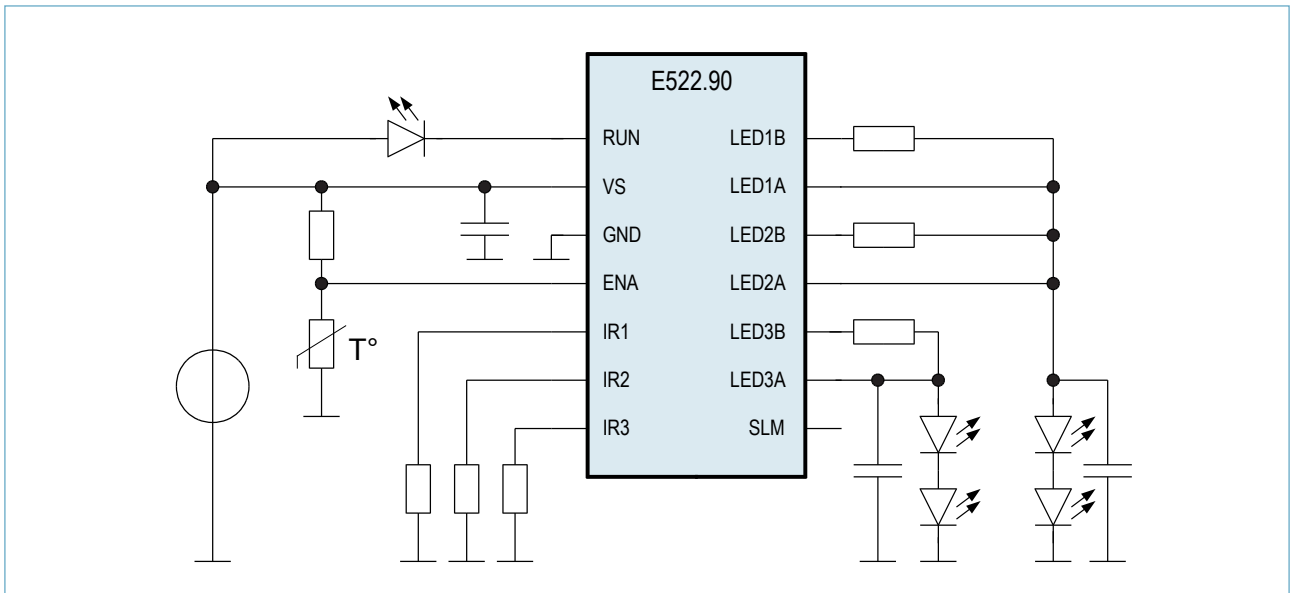 E522.90
RUN
VS
GND
ENA
IR1
IR2
IR3
LED1B
LED1A
LED2B
LED2A
LED3B
LED3A
SLM
T°